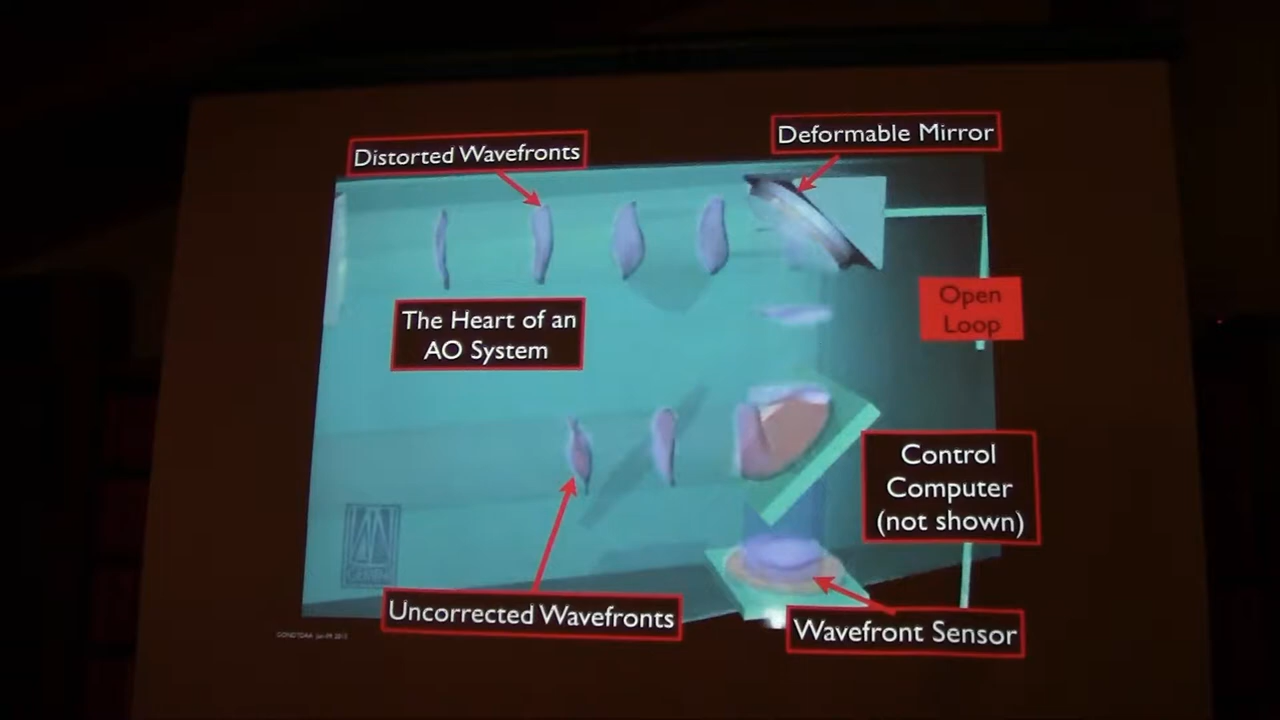 Distorted Wavefronts
Deformable Mirror
The Heart of an
AO System
Open
Loop
Control
Computer
(not shown)
Uncorrected Wavefronts
Wavefront Sensor